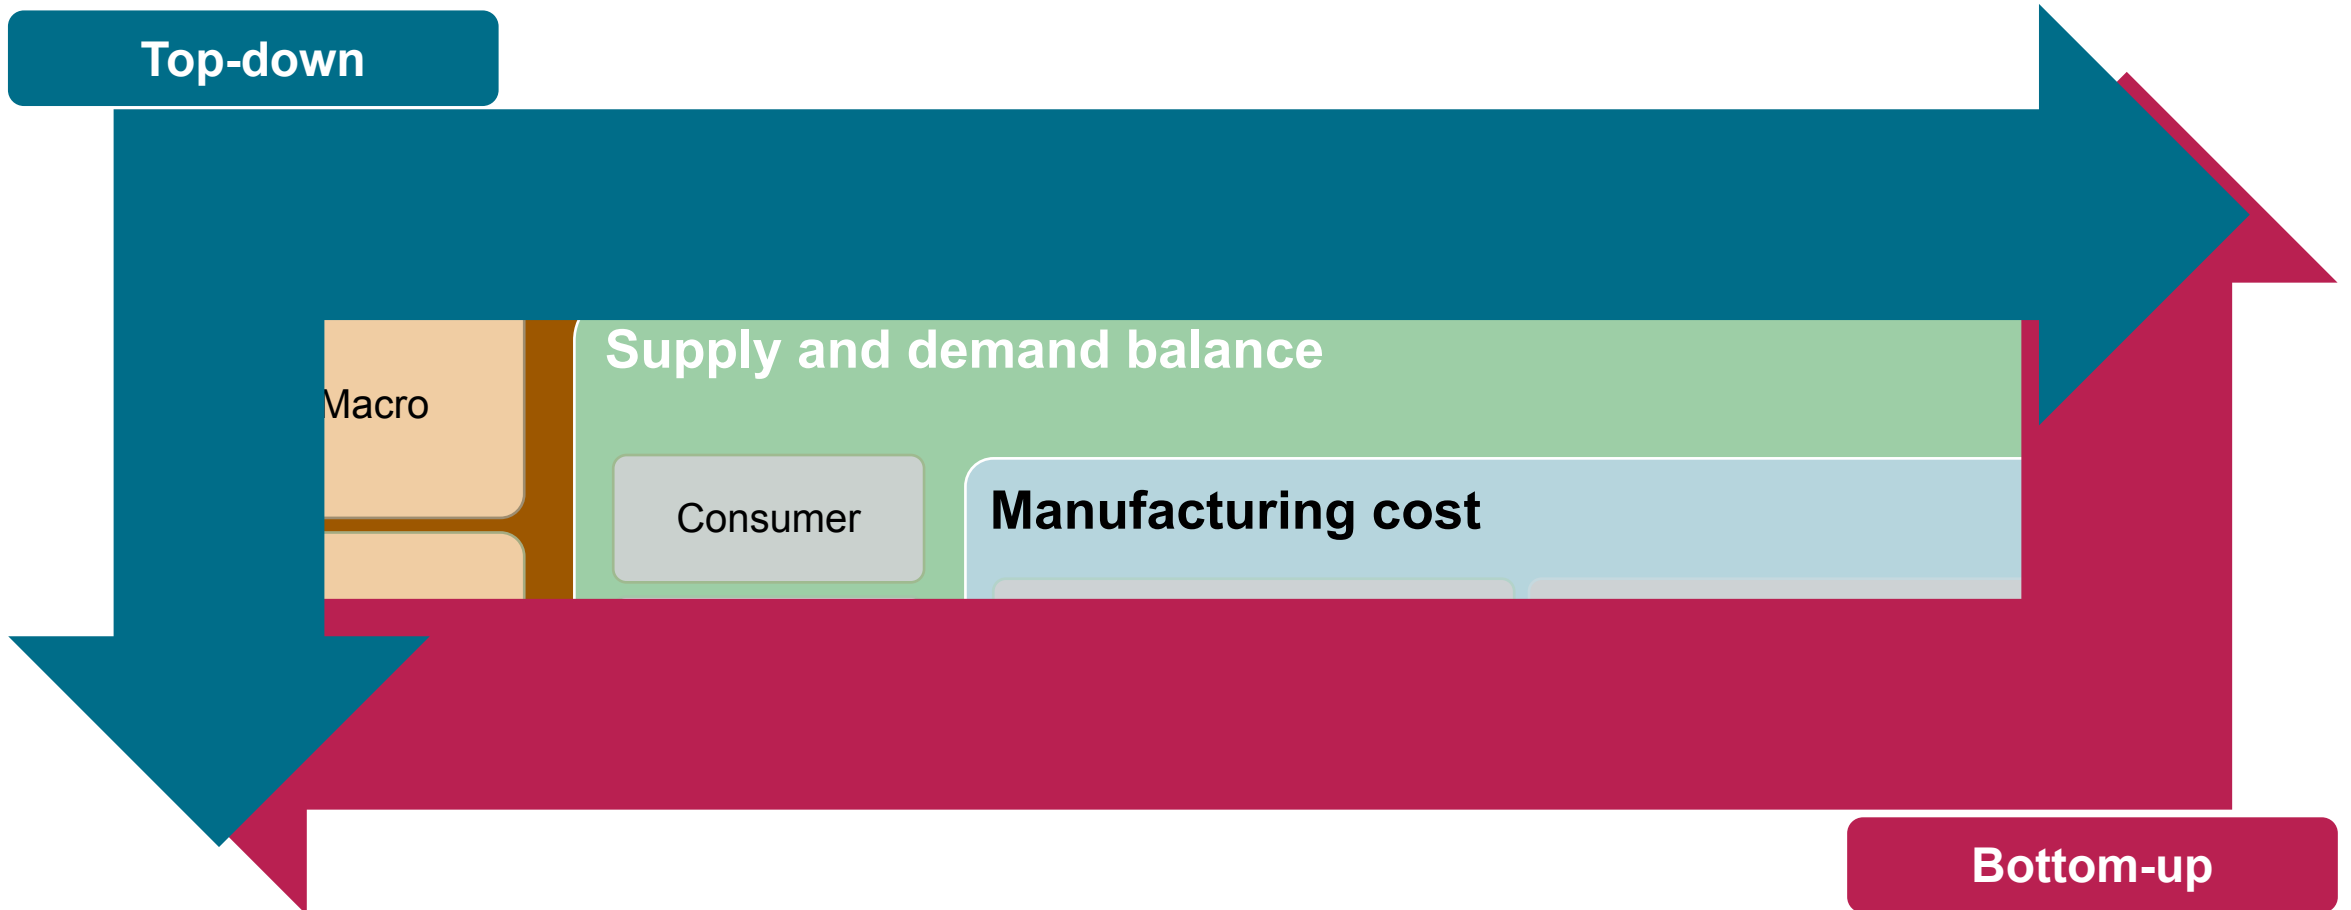 Top-down
Supply and demand balance
Macro
Consumer
Manufacturing cost
Bottom-up